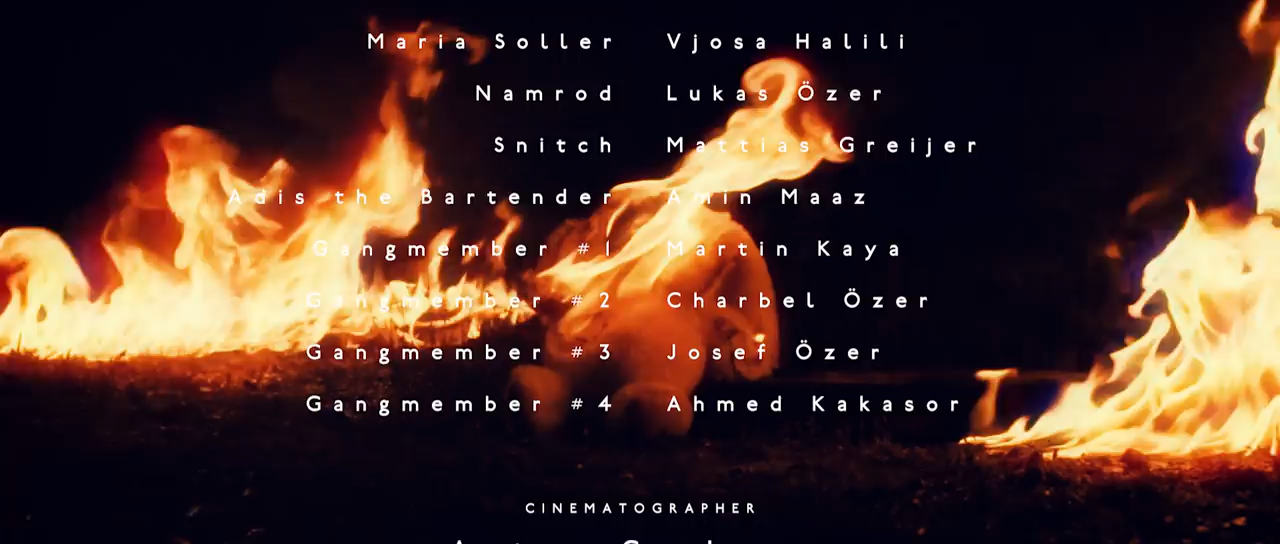 Maria Soller Vjosa Halili
Namrod Lukas Özer
Snitch Mattias Greijer
Adis the Bartender Amin Maaz
Gangmember #1 Martin Kaya
Gangmember #2 Charbel Özer
Gangmember #3 Josef Özer
Gangmember #4 Ahmed Kakasor
CINEMATOGRAPHER